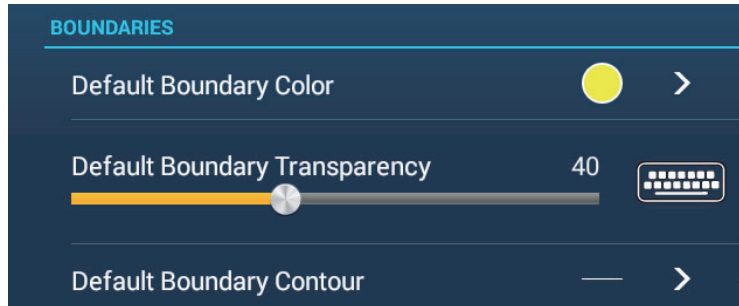 BOUNDARIES
Default Boundary Color
Default Boundary Transparency 40
Default Boundary Contour